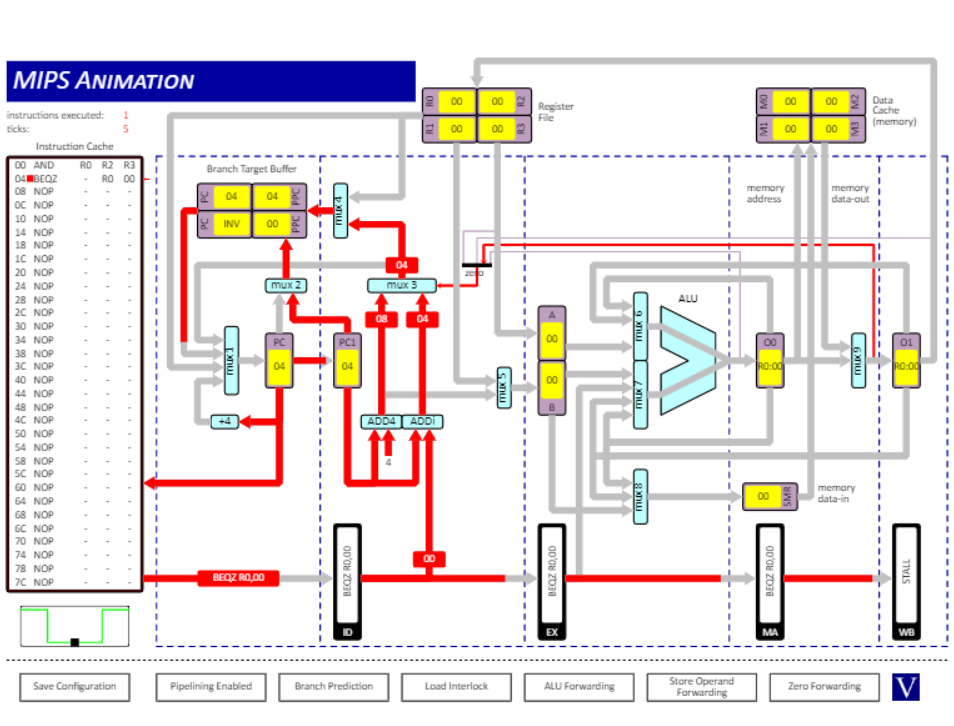 MIPS ANIMATION
instructions executed: 1
ticks: 5
Instruction Cache
00 AND R0 R2 R3
04 BEQZ - R0 00
08 NOP - - -
0C NOP - - -
10 NOP - - -
14 NOP - - -
18 NOP - - -
1C NOP - - -
20 NOP - - -
24 NOP - - -
28 NOP - - -
2C NOP - - -
30 NOP - - -
34 NOP - - -
38 NOP - - -
3C NOP - - -
40 NOP - - -
44 NOP - - -
48 NOP - - -
4C NOP - - -
50 NOP - - -
54 NOP - - -
58 NOP - - -
5C NOP - - -
60 NOP - - -
64 NOP - - -
68 NOP - - -
6C NOP - - -
70 NOP - - -
74 NOP - - -
78 NOP - - -
7C NOP - - -
R0 00 00 R2
R1 00 00 R3
Register
File
M0 00 00 M2
M1 00 00 M3
Data
Cache
(memory)
Branch Target Buffer
PC 04 04 PPC
PC INV 00 PPC
mux 4
memory
address
memory
data-out
04
zero
mux 2
mux 3
08
04
ALU
mux 1
PC
04
PC1
04
A
00
00
B
mux 6
mux 7
O0
R0:00
mux 9
O1
R0:00
mux 5
+4
ADD4
ADDI
4
mux 8
00 SMR
memory
data-in
00
BEQZ R0,00
BEQZ R0,00
ID
BEQZ R0,00
EX
BEQZ R0,00
MA
STALL
WB
Save Configuration
Pipelining Enabled
Branch Prediction
Load Interlock
ALU Forwarding
Store Operand
Forwarding
Zero Forwarding
V